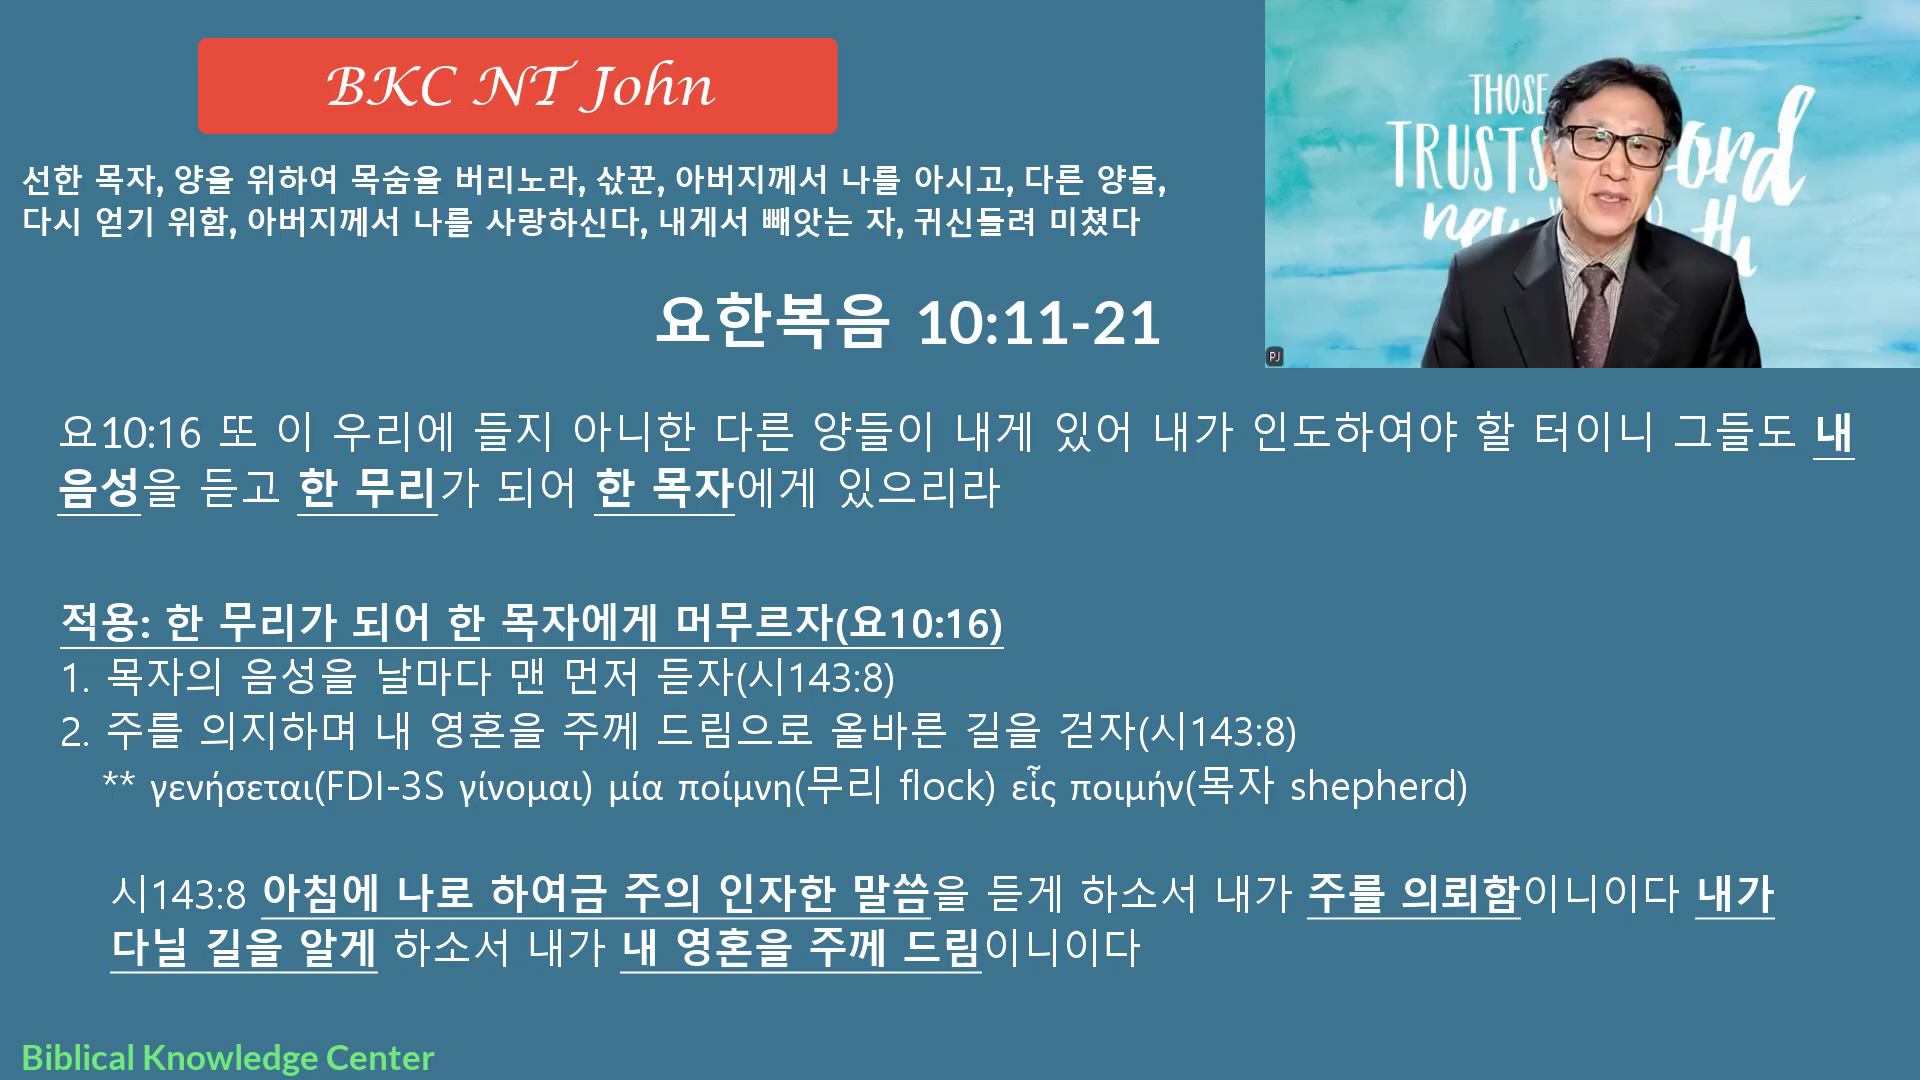 BKC NT John
선한 목자, 양을 위하여 목숨을 버리노라, 삯꾼, 아버지께서 나를 아시고, 다른 양들,
다시 얻기 위함, 아버지께서 나를 사랑하신다, 내게서 빼앗는 자, 귀신들려 미쳤다
요한복음 10:11-21
THOSE
TRUSTS
ord
new
th
PJ
요10:16 또 이 우리에 들지 아니한 다른 양들이 내게 있어 내가 인도하여야 할 터이니 그들도 내
음성을 듣고 한 무리가 되어 한 목자에게 있으리라
적용: 한 무리가 되어 한 목자에게 머무르자(요10:16)
1. 목자의 음성을 날마다 맨 먼저 듣자(시143:8)
2. 주를 의지하며 내 영혼을 주께 드림으로 올바른 길을 걷자(시143:8)
** γενήσεται(FDI-3S γίνομαι) μία ποίμνη(무리 flock) εἷς ποιμήν(목자 shepherd)
시143:8 아침에 나로 하여금 주의 인자한 말씀을 듣게 하소서 내가 주를 의뢰함이니이다 내가
다닐 길을 알게 하소서 내가 내 영혼을 주께 드림이니이다
Biblical Knowledge Center